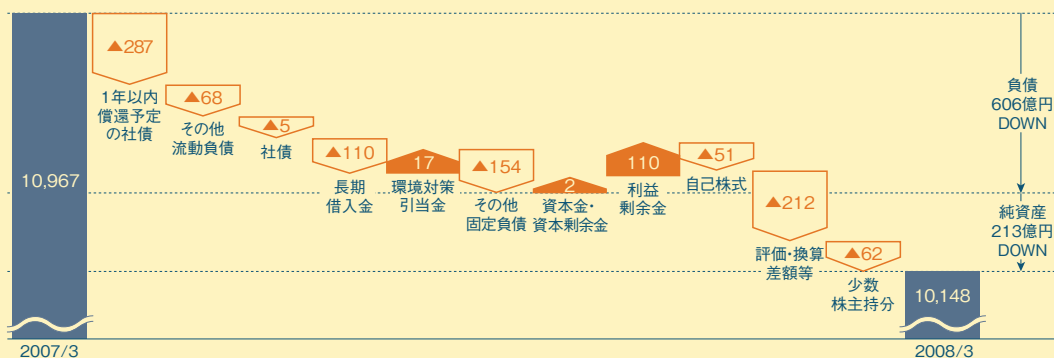 10,967
2007/3
▲287
1年以内
償還予定
の社債
▲68
その他
流動負債
▲5
社債
▲110
長期
借入金
17
環境対策
引当金
▲154
その他
固定負債
2
資本金・
資本剰余金
110
利益
剰余金
▲51
自己株式
▲212
評価・換算
差額等
▲62
少数
株主持分
10,148
2008/3
負債
606億円
DOWN
純資産
213億円
DOWN